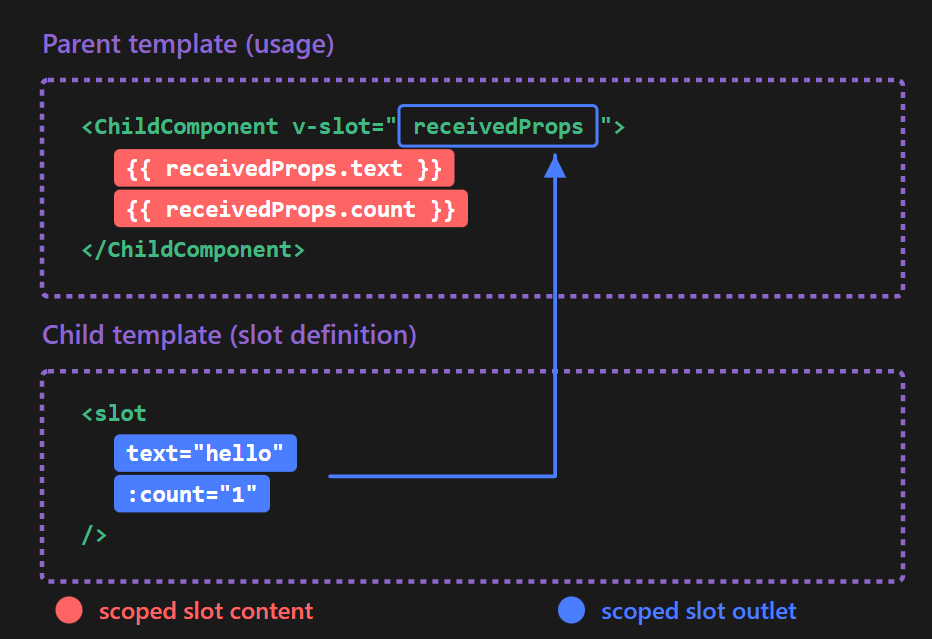 Parent template (usage)
<ChildComponent v-slot="receivedProps">
{{ receivedProps.text }}
{{ receivedProps.count }}
</ChildComponent>
Child template (slot definition)
<slot
text="hello"
:count="1"
/>
scoped slot content
scoped slot outlet